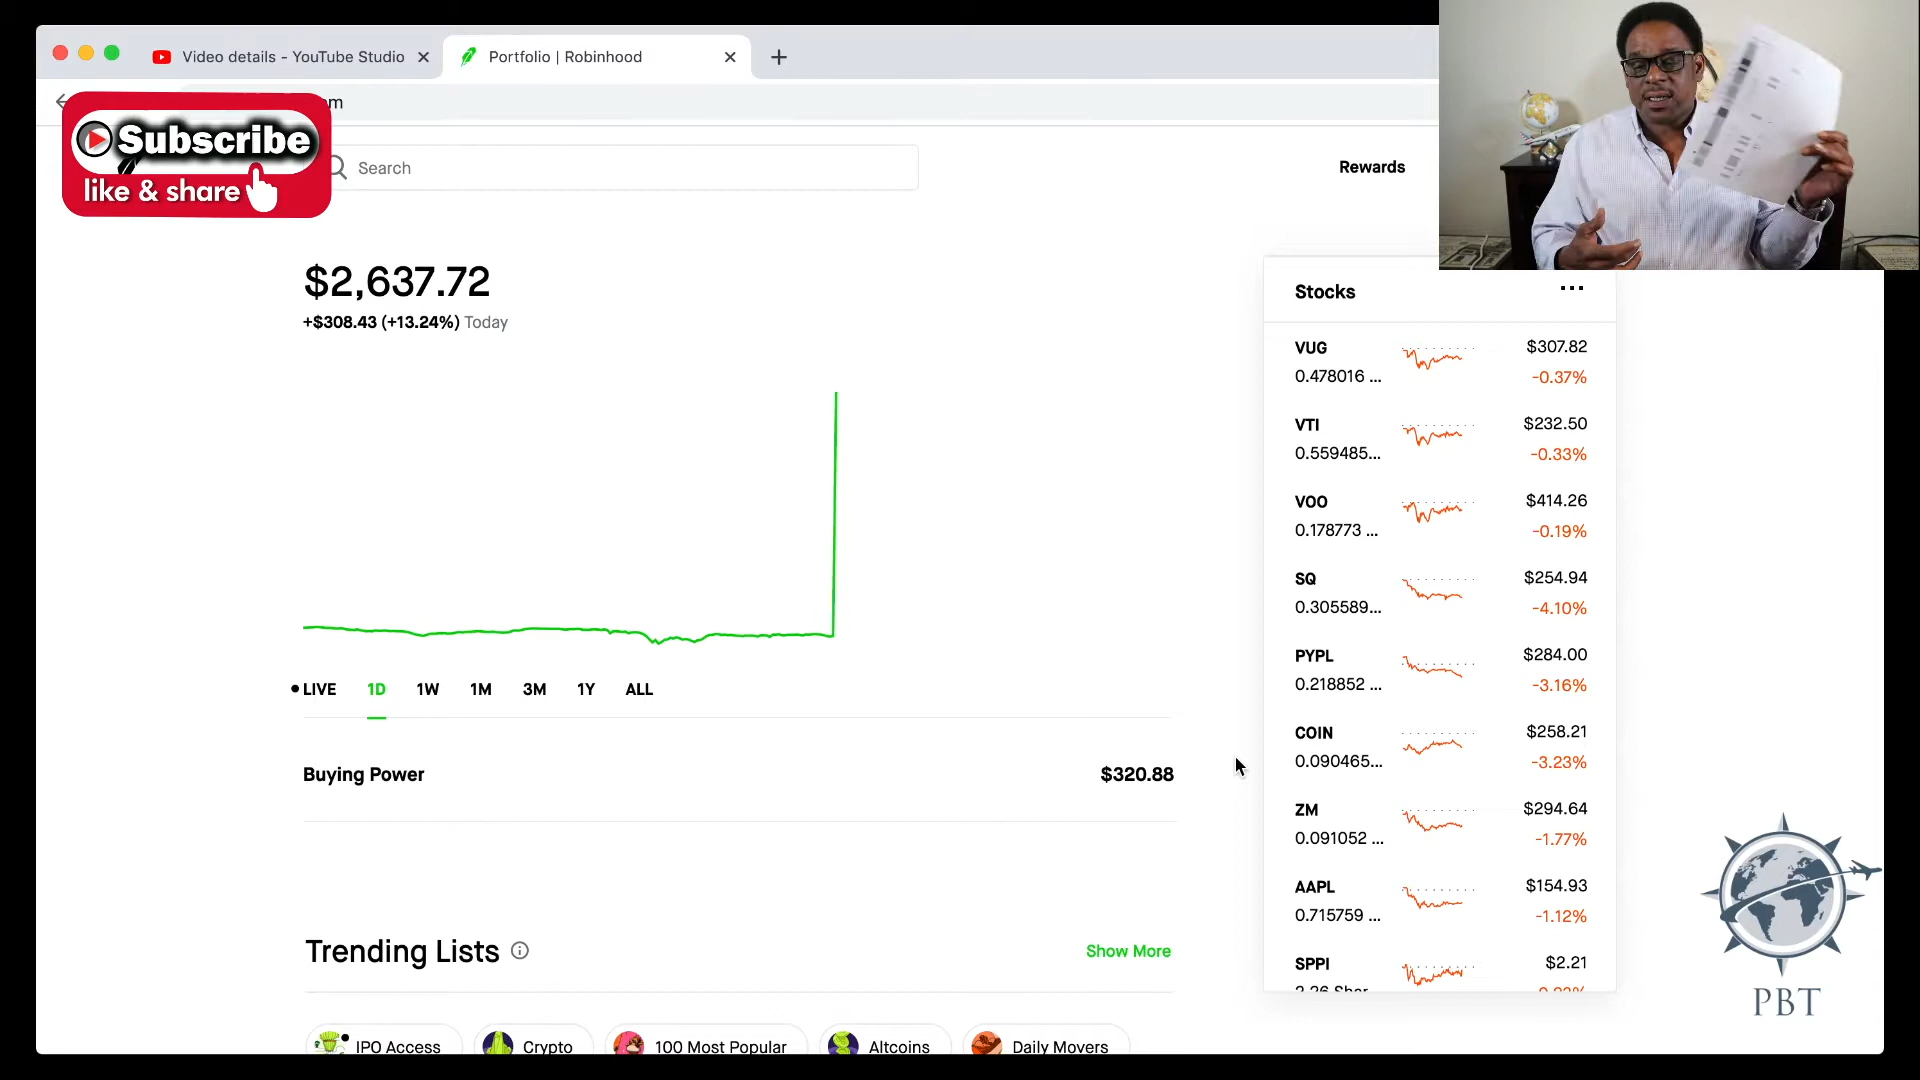 Video details - YouTube Studio
Portfolio | Robinhood
om
Subscribe
like & share
Search
Rewards
$2,637.72
+$308.43 (+13.24%) Today
LIVE 1D 1W 1M 3M 1Y ALL
Buying Power $320.88
Trending Lists
Show More
IPO Access
Crypto
100 Most Popular
Altcoins
Daily Movers
Stocks
VUG $307.82
0.478016 ... -0.37%
VTI $232.50
0.559485... -0.33%
VOO $414.26
0.178773 ... -0.19%
SQ $254.94
0.305589... -4.10%
PYPL $284.00
0.218852 ... -3.16%
COIN $258.21
0.090465... -3.23%
ZM $294.64
0.091052 ... -1.77%
AAPL $154.93
0.715759 ... -1.12%
SPPI $2.21
PBT